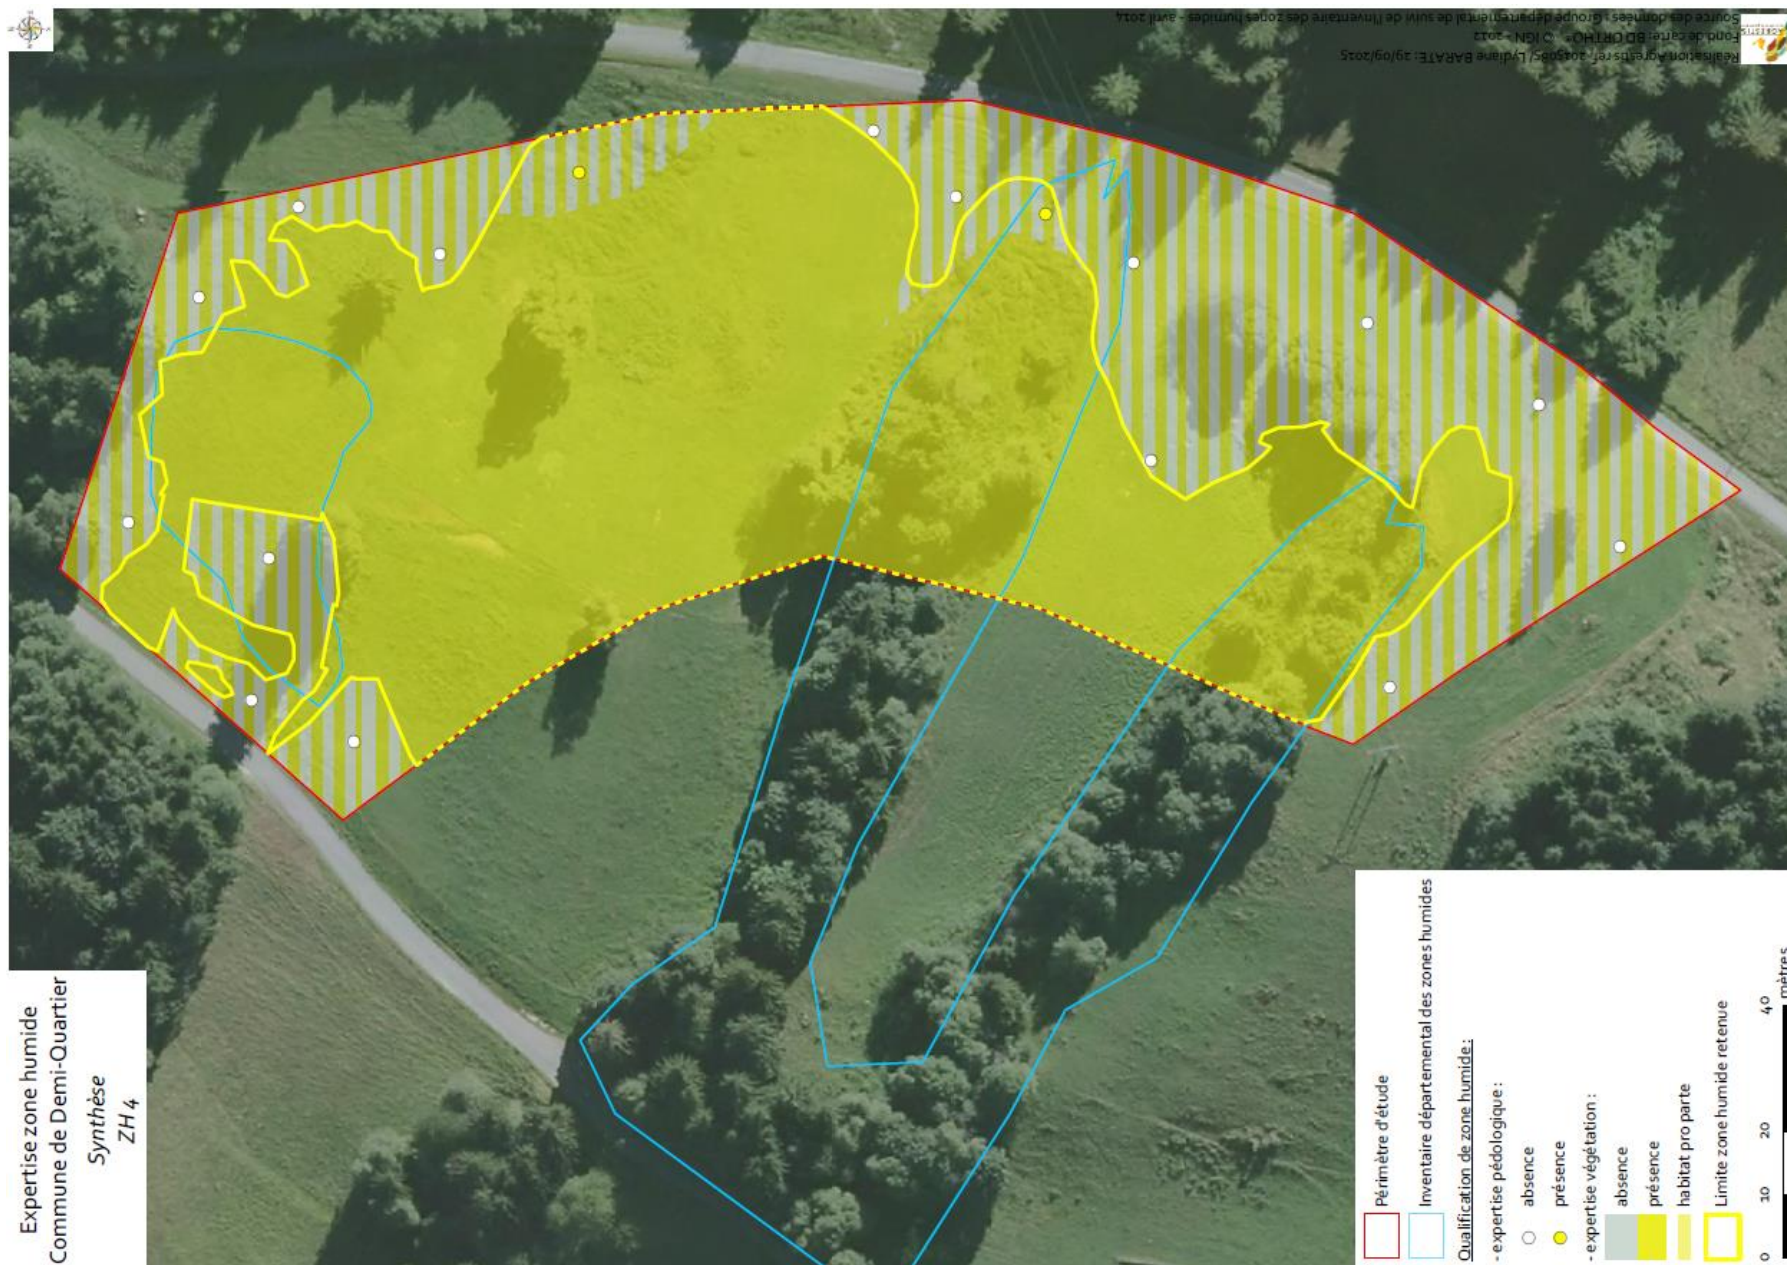 Expertise zone humide
Commune de Demi-Quartier
Synthèse
ZH 4
Périmètre d'étude
Inventaire départemental des zones humides
Qualification de zone humide :
- expertise pédologique :
absence
présence
- expertise végétation :
absence
présence
habitat pro parte
Limite zone humide retenue
0 10 20 40
mètres
Réalisation Agrestis réf. 2015085/ Lydiane BARATE: 29/09/2015
Fond de carte: BD ORTHO® © IGN - 2012
Source des données : Groupe départemental de suivi de l'inventaire des zones humides - avril 2014
AGRESTIS